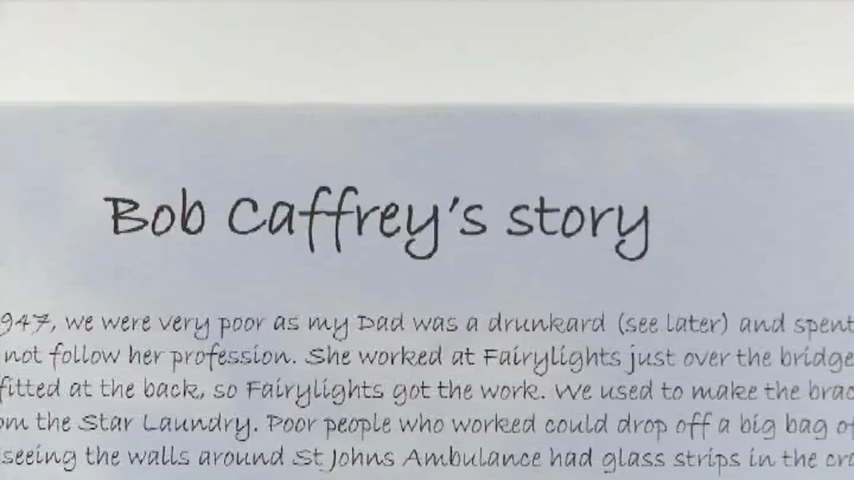 Bob Caffrey's story
947, we were very poor as my Dad was a drunkard (see later) and spent
not follow her profession. She worked at Fairylights just over the bridge
fitted at the back, so Fairylights got the work. We used to make the brac
om the Star Laundry. Poor people who worked could drop off a big bag of
seeing the walls around St Johns Ambulance had glass strips in the cra